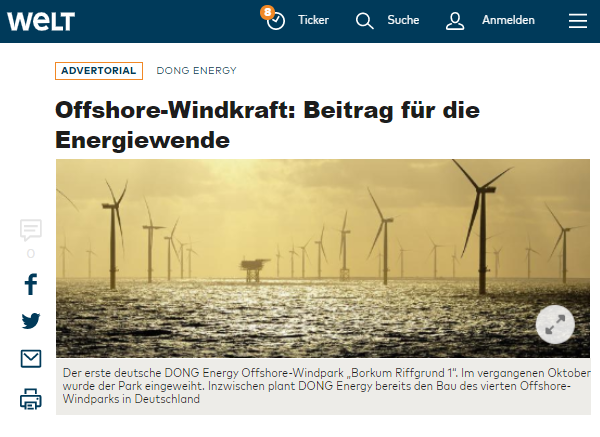 WELT
8
Ticker
Suche
Anmelden
ADVERTORIAL
DONG ENERGY
Offshore-Windkraft: Beitrag für die
Energiewende
0
Der erste deutsche DONG Energy Offshore-Windpark „Borkum Riffgrund 1“. Im vergangenen Oktober
wurde der Park eingeweiht. Inzwischen plant DONG Energy bereits den Bau des vierten Offshore-
Windparks in Deutschland